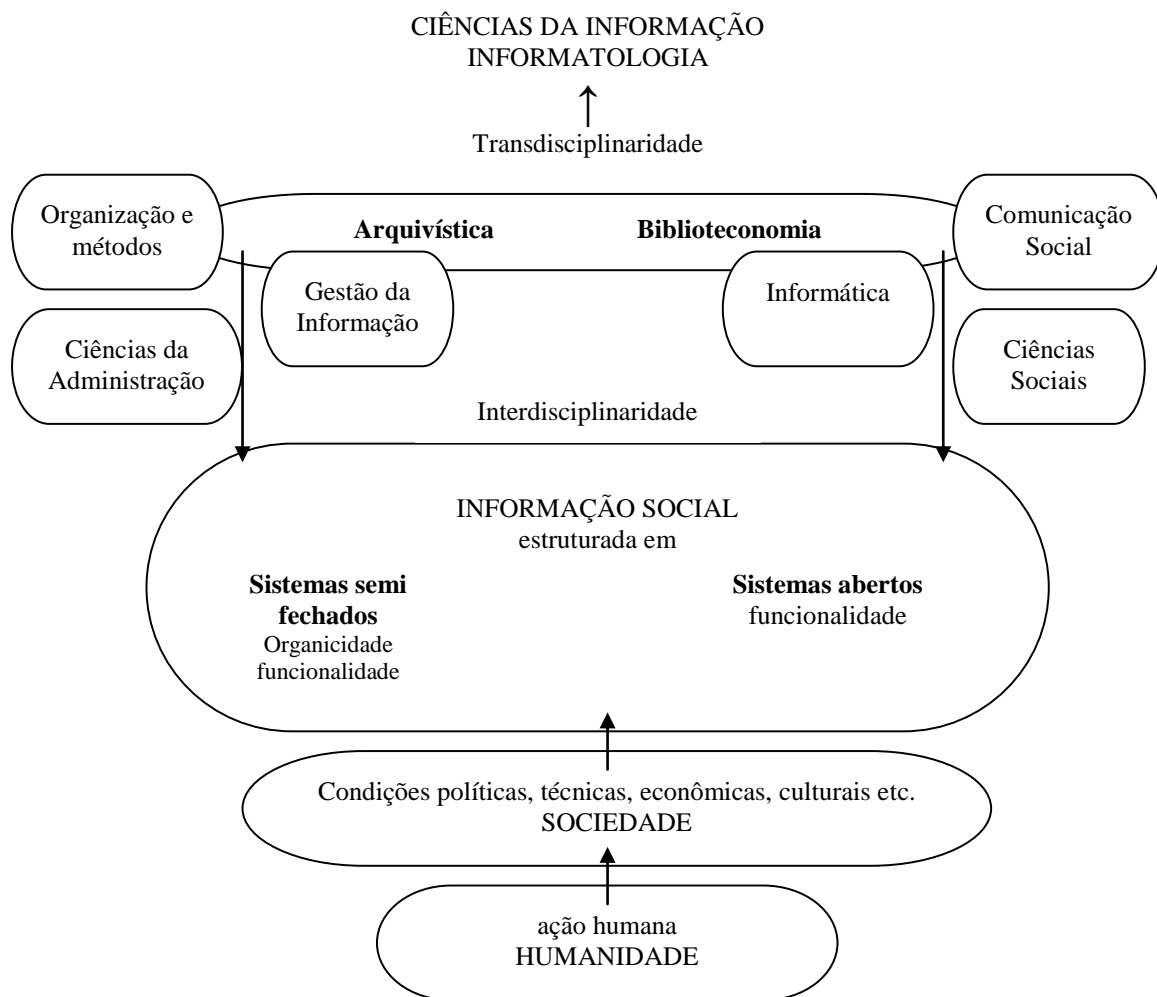 CIÊNCIAS DA INFORMAÇÃO
INFORMATOLOGIA
Transdisciplinaridade
Organização e
métodos
Arquivística
Biblioteconomia
Comunicação
Social
Gestão da
Informação
Informática
Ciências da
Administração
Ciências
Sociais
Interdisciplinaridade
INFORMAÇÃO SOCIAL
estruturada em
Sistemas semi
fechados
Organicidade
funcionalidade
Sistemas abertos
funcionalidade
Condições políticas, técnicas, econômicas, culturais etc.
SOCIEDADE
ação humana
HUMANIDADE